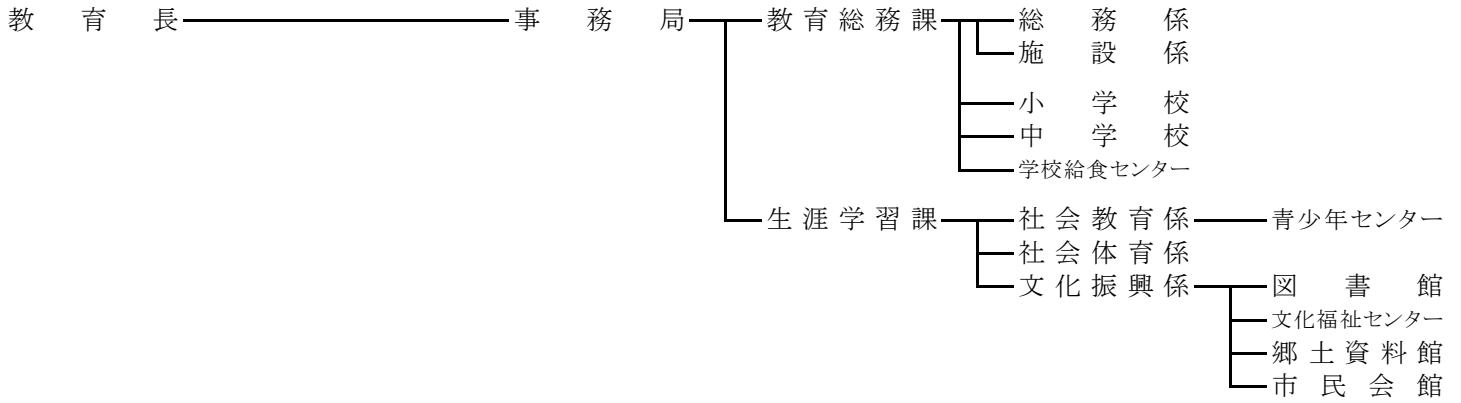 教育長 事務局 教育総務課 総務係
施設係
小学校
中学校
学校給食センター
生涯学習課 社会教育係 青少年センター
社会体育係
文化振興係 図書館
文化福祉センター
郷土資料館
市民会館